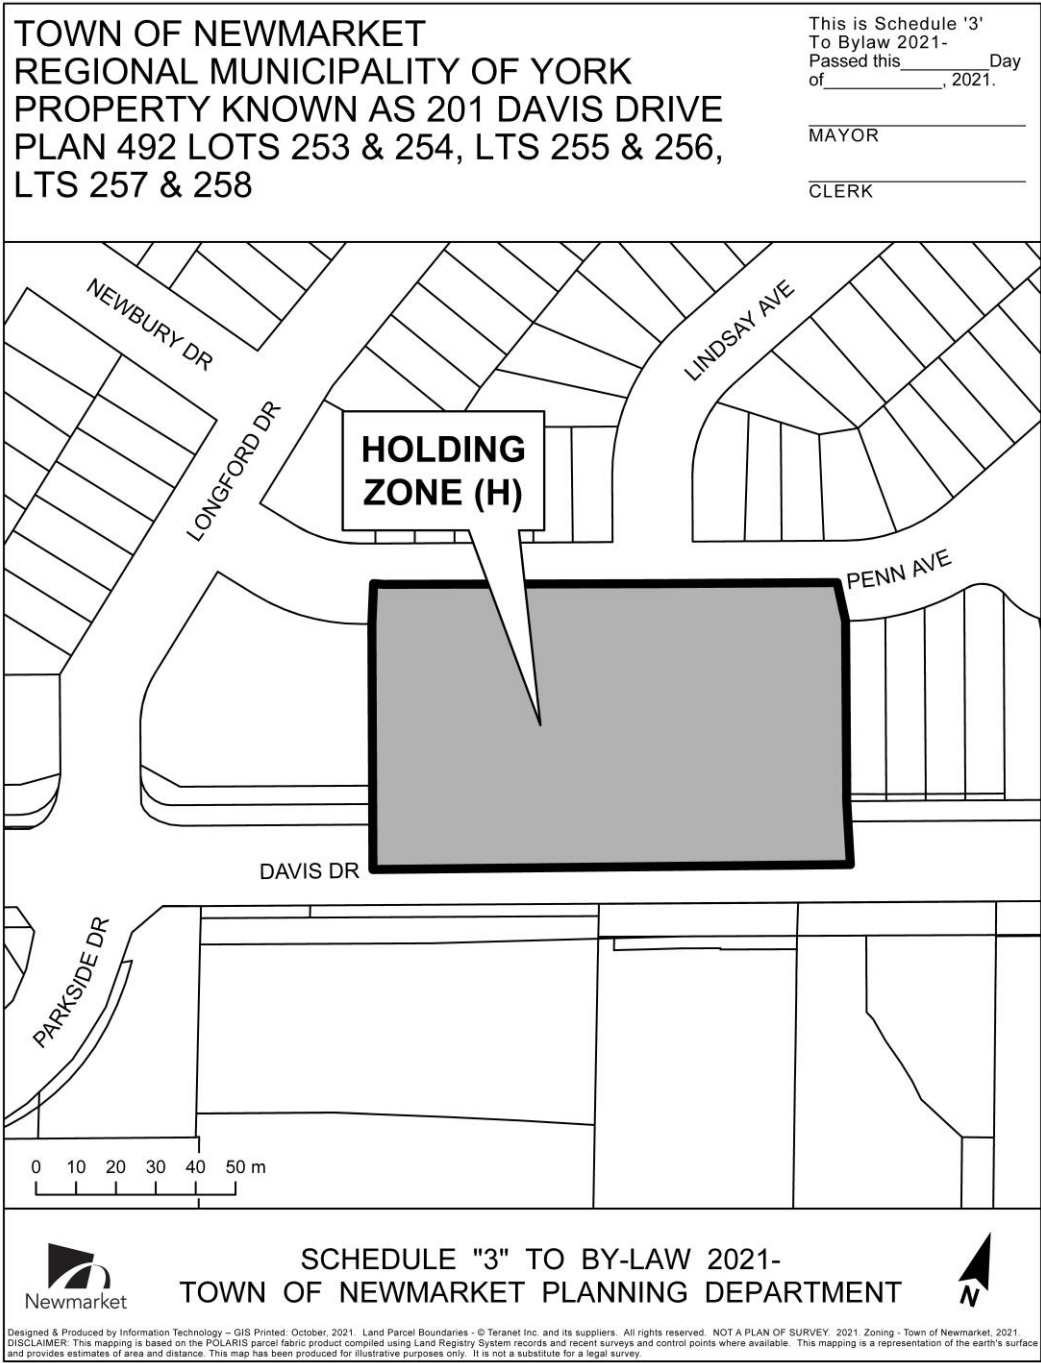 TOWN OF NEWMARKET
REGIONAL MUNICIPALITY OF YORK
PROPERTY KNOWN AS 201 DAVIS DRIVE
PLAN 492 LOTS 253 & 254, LTS 255 & 256,
LTS 257 & 258
This is Schedule '3'
To Bylaw 2021-
Passed this_________Day
of____________, 2021.
MAYOR
CLERK
NEWBURY DR
LINDSAY AVE
LONGFORD DR
HOLDING
ZONE (H)
PENN AVE
DAVIS DR
PARKSIDE DR
0 10 20 30 40 50 m
Newmarket
SCHEDULE "3" TO BY-LAW 2021-
TOWN OF NEWMARKET PLANNING DEPARTMENT
N
Designed & Produced by Information Technology – GIS Printed: October, 2021. Land Parcel Boundaries - © Teranet Inc. and its suppliers. All rights reserved. NOT A PLAN OF SURVEY. 2021. Zoning - Town of Newmarket, 2021.
DISCLAIMER: This mapping is based on the POLARIS parcel fabric product compiled using Land Registry System records and recent surveys and control points where available. This mapping is a representation of the earth's surface
and provides estimates of area and distance. This map has been produced for illustrative purposes only. It is not a substitute for a legal survey.